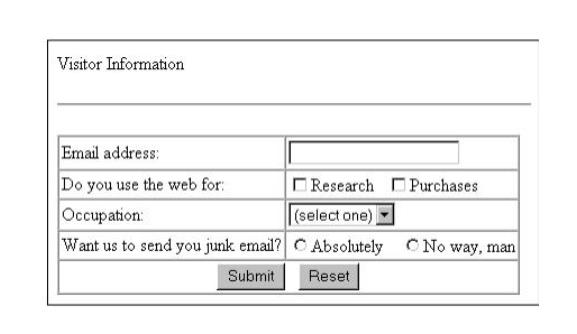 Visitor Information
Email address:
Do you use the web for: Research Purchases
Occupation: (select one)
Want us to send you junk email? Absolutely No way, man
Submit Reset